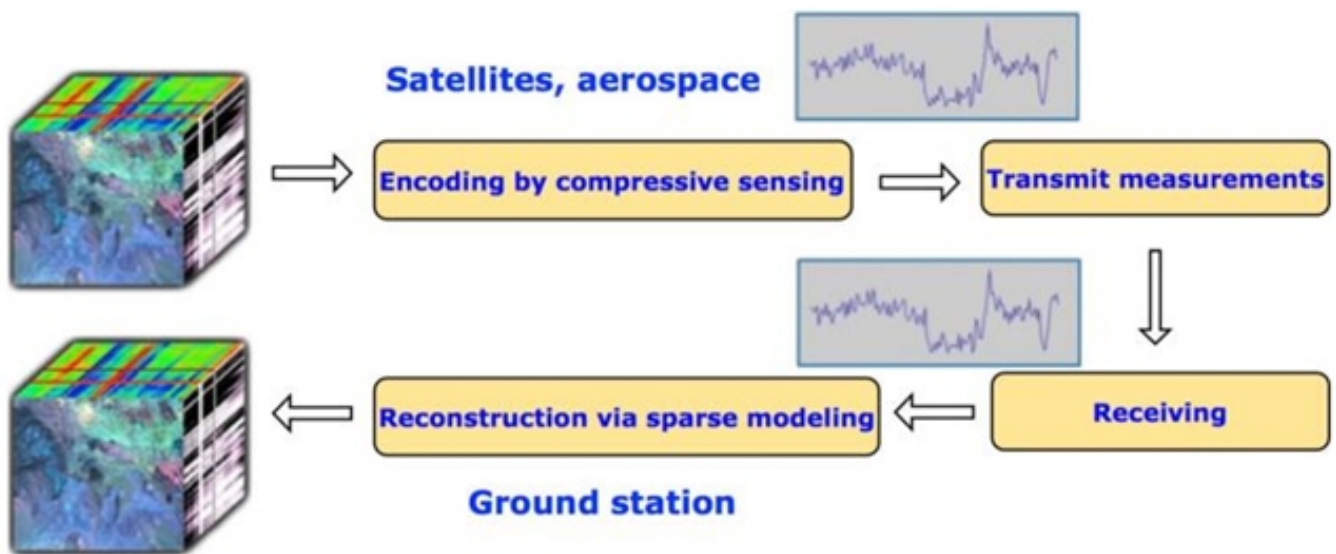 Satellites, aerospace
Encoding by compressive sensing
Transmit measurements
Reconstruction via sparse modeling
Receiving
Ground station